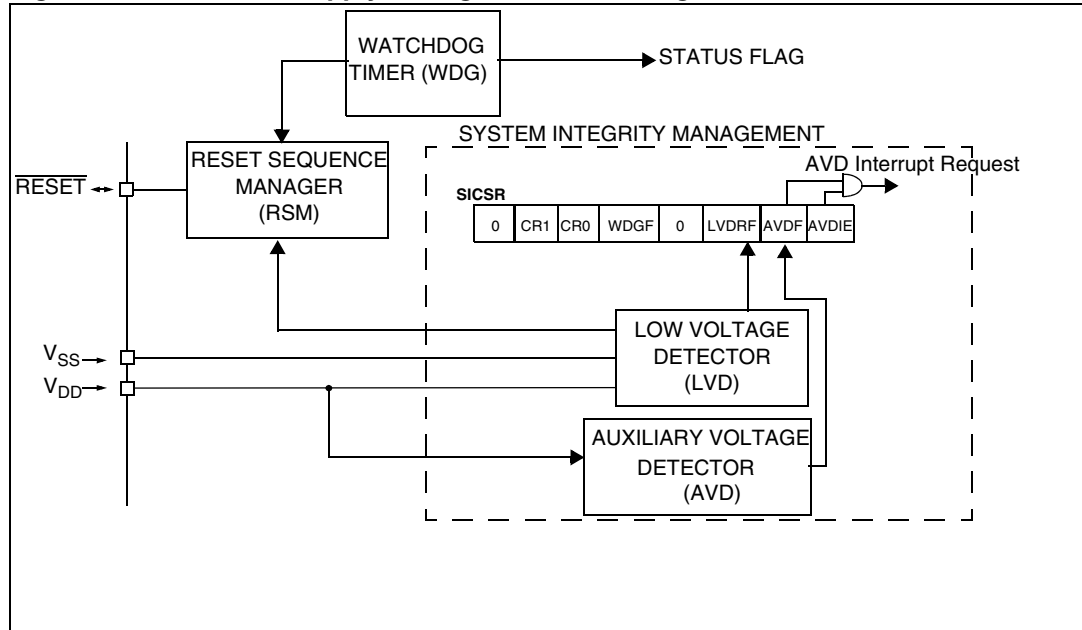 WATCHDOG
TIMER (WDG)
STATUS FLAG
SYSTEM INTEGRITY MANAGEMENT
RESET SEQUENCE
MANAGER
(RSM)
RESET
AVD Interrupt Request
SICSR
0 CR1 CR0 WDGF 0 LVDRF AVDF AVDIE
LOW VOLTAGE
DETECTOR
(LVD)
VSS
VDD
AUXILIARY VOLTAGE
DETECTOR
(AVD)